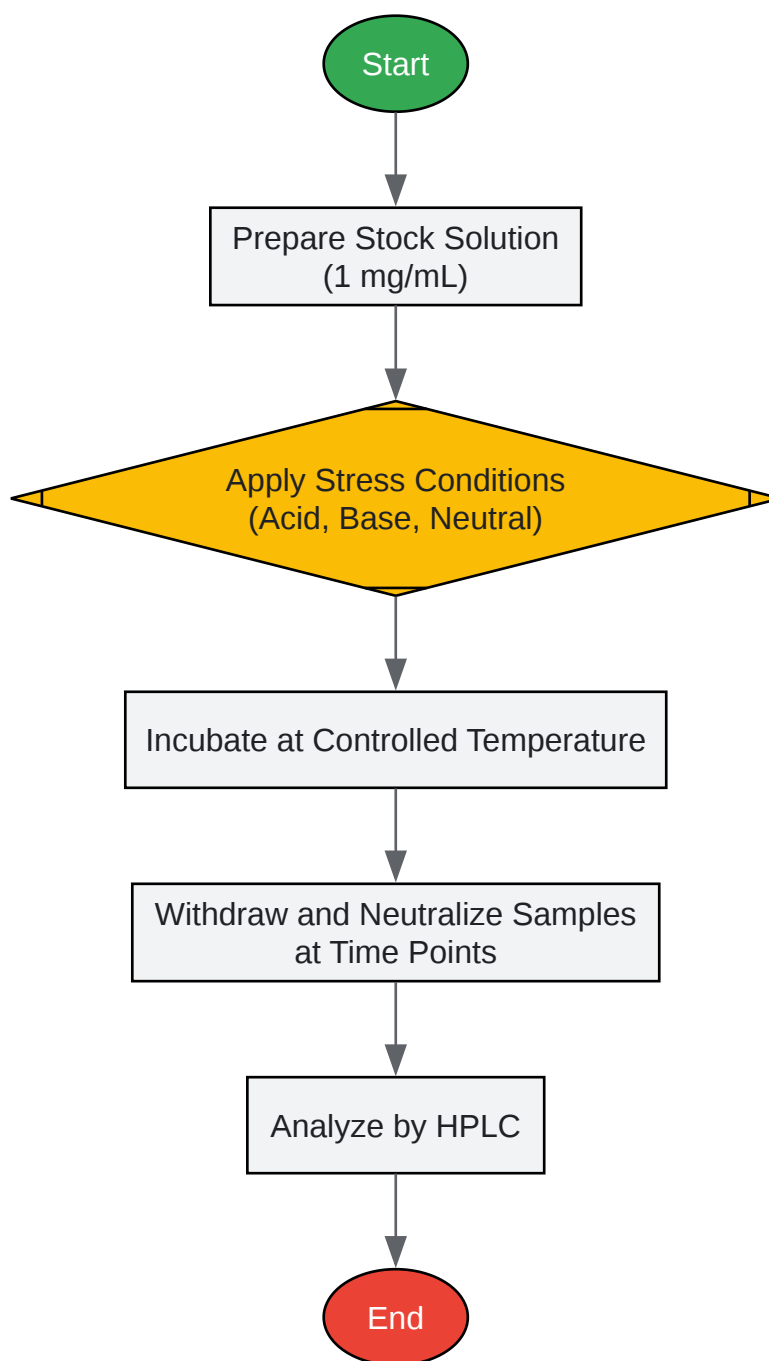 Start
Prepare Stock Solution
(1 mg/mL)
Apply Stress Conditions
(Acid, Base, Neutral)
Incubate at Controlled Temperature
Withdraw and Neutralize Samples
at Time Points
Analyze by HPLC
End